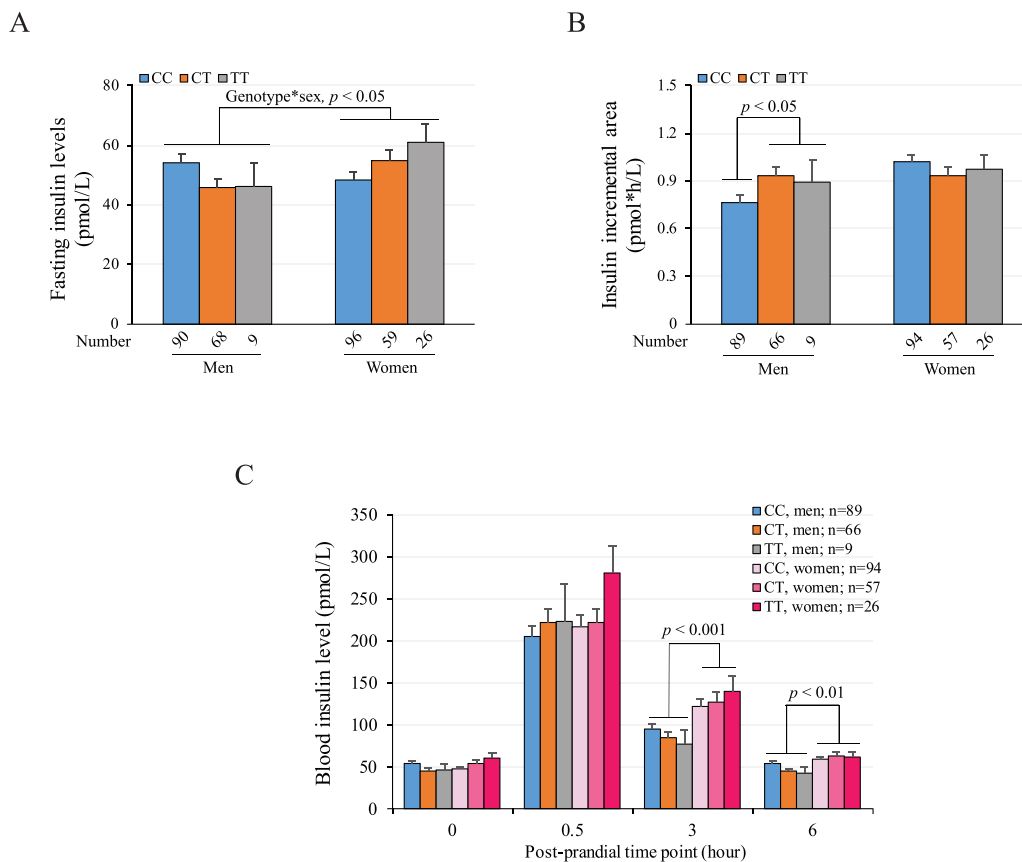 A
CC CT TT
Genotype*sex, p < 0.05
Fasting insulin levels
(pmol/L)
80
60
40
20
0
Number
90 68 9 96 59 26
Men Women
B
CC CT TT
p < 0.05
Insulin incremental area
(pmol*h/L)
1.5
1.2
0.9
0.6
0.3
0
Number
89 66 9 94 57 26
Men Women
C
Blood insulin level (pmol/L)
350
300
250
200
150
100
50
0
CC, men; n=89
CT, men; n=66
TT, men; n=9
CC, women; n=94
CT, women; n=57
TT, women; n=26
p < 0.001
p < 0.01
0 0.5 3 6
Post-prandial time point (hour)